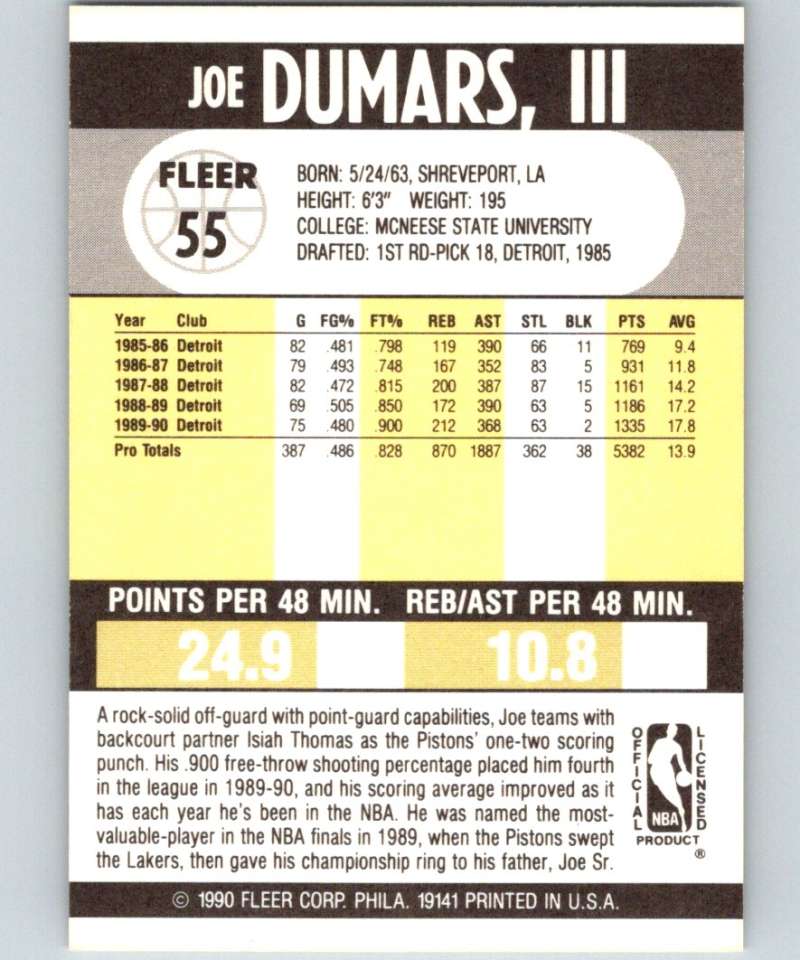 JOE DUMARS, III
FLEER
55
BORN: 5/24/63, SHREVEPORT, LA
HEIGHT: 6'3" WEIGHT: 195
COLLEGE: MCNEESE STATE UNIVERSITY
DRAFTED: 1ST RD-PICK 18, DETROIT, 1985
Year Club G FG% FT% REB AST STL BLK PTS AVG
1985-86 Detroit 82 .481 .798 119 390 66 11 769 9.4
1986-87 Detroit 79 .493 .748 167 352 83 5 931 11.8
1987-88 Detroit 82 .472 .815 200 387 87 15 1161 14.2
1988-89 Detroit 69 .505 .850 172 390 63 5 1186 17.2
1989-90 Detroit 75 .480 .900 212 368 63 2 1335 17.8
Pro Totals 387 .486 .828 870 1887 362 38 5382 13.9
POINTS PER 48 MIN. REB/AST PER 48 MIN.
24.9 10.8
A rock-solid off-guard with point-guard capabilities, Joe teams with
backcourt partner Isiah Thomas as the Pistons' one-two scoring
punch. His .900 free-throw shooting percentage placed him fourth
in the league in 1989-90, and his scoring average improved as it
has each year he's been in the NBA. He was named the most-
valuable-player in the NBA finals in 1989, when the Pistons swept
the Lakers, then gave his championship ring to his father, Joe Sr.
OFFICIAL
LICENSED
NBA
PRODUCT
®
© 1990 FLEER CORP. PHILA. 19141 PRINTED IN U.S.A.